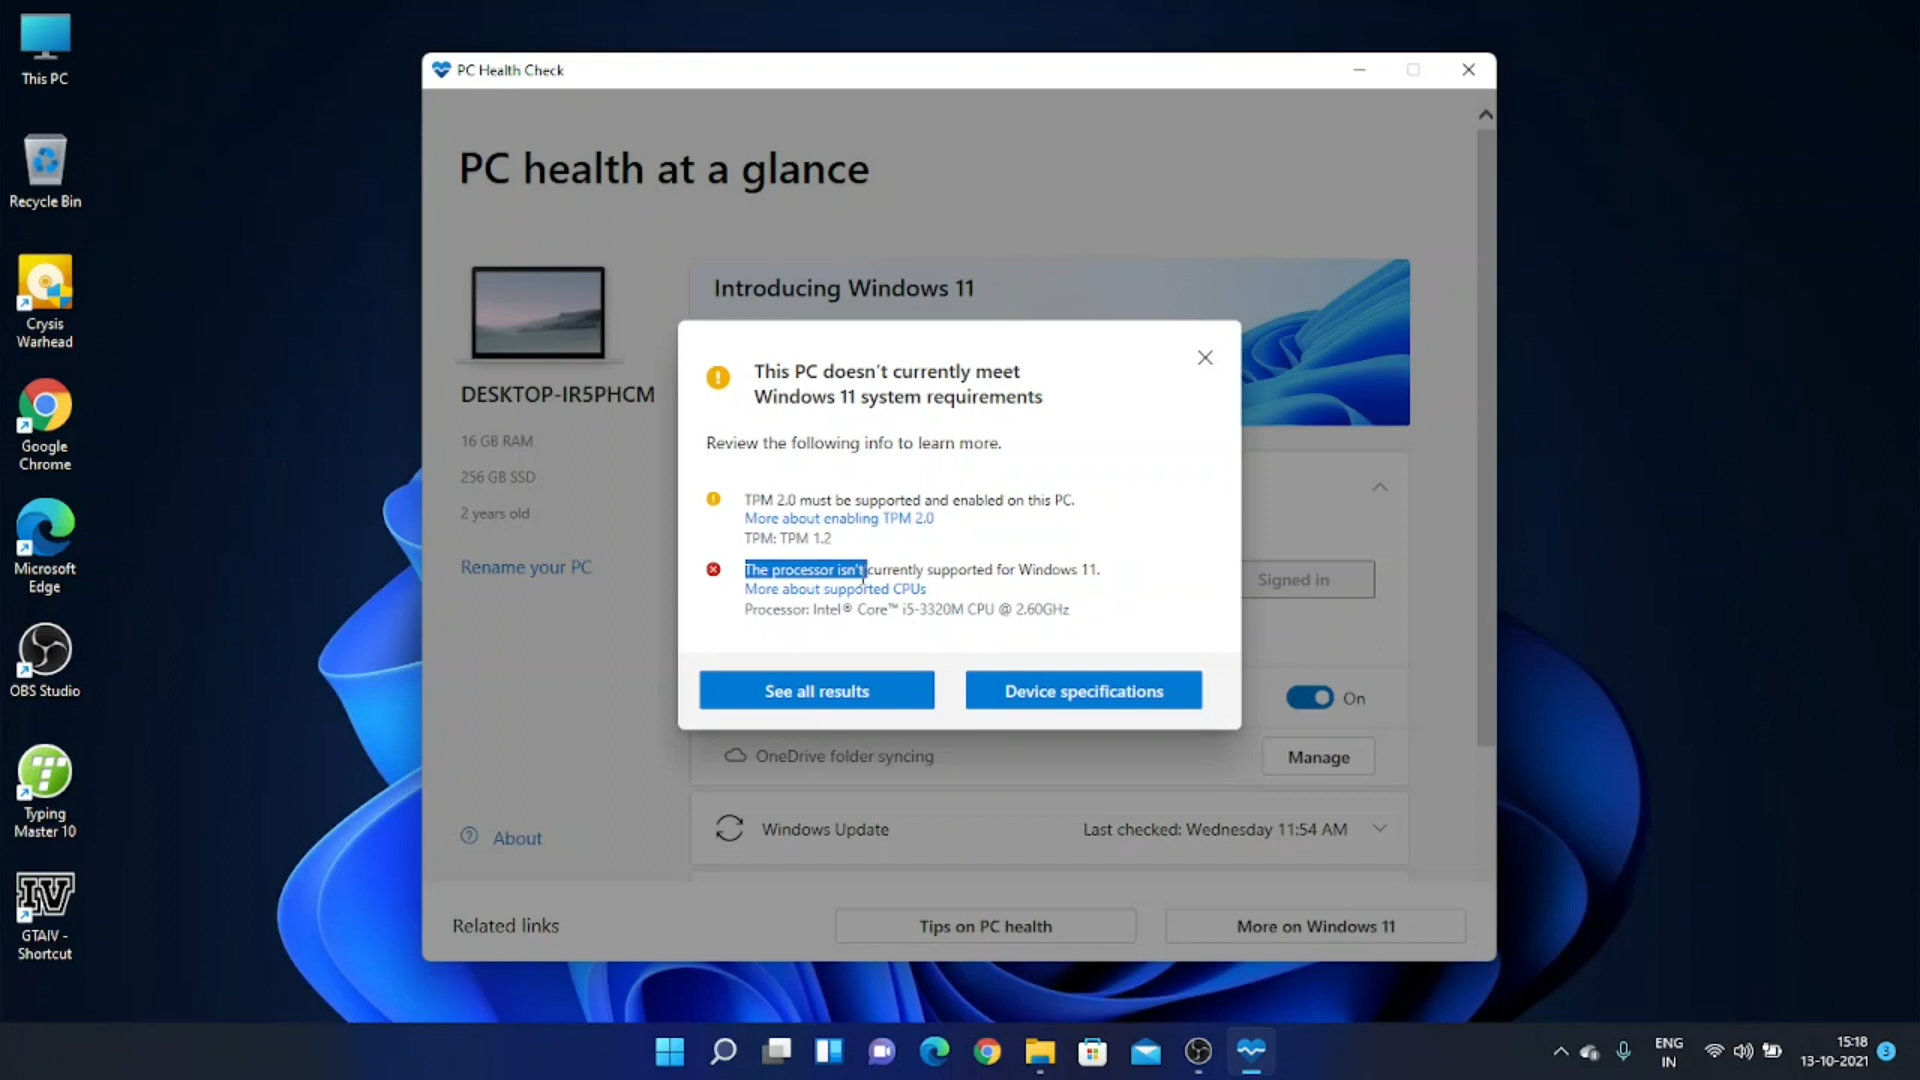 This PC
Recycle Bin
Crysis
Warhead
Google
Chrome
Microsoft
Edge
OBS Studio
Typing
Master 10
GTAIV -
Shortcut
PC Health Check
PC health at a glance
DESKTOP-IR5PHCM
16 GB RAM
256 GB SSD
2 years old
Rename your PC
About
Introducing Windows 11
This PC doesn't currently meet
Windows 11 system requirements
Review the following info to learn more.
TPM 2.0 must be supported and enabled on this PC.
More about enabling TPM 2.0
TPM: TPM 1.2
The processor isn't currently supported for Windows 11.
More about supported CPUs
Processor: Intel® Core™ i5-3320M CPU @ 2.60GHz
See all results
Device specifications
Signed in
On
OneDrive folder syncing
Manage
Windows Update
Last checked: Wednesday 11:54 AM
Related links
Tips on PC health
More on Windows 11
ENG
IN
15:18
13-10-2021
3